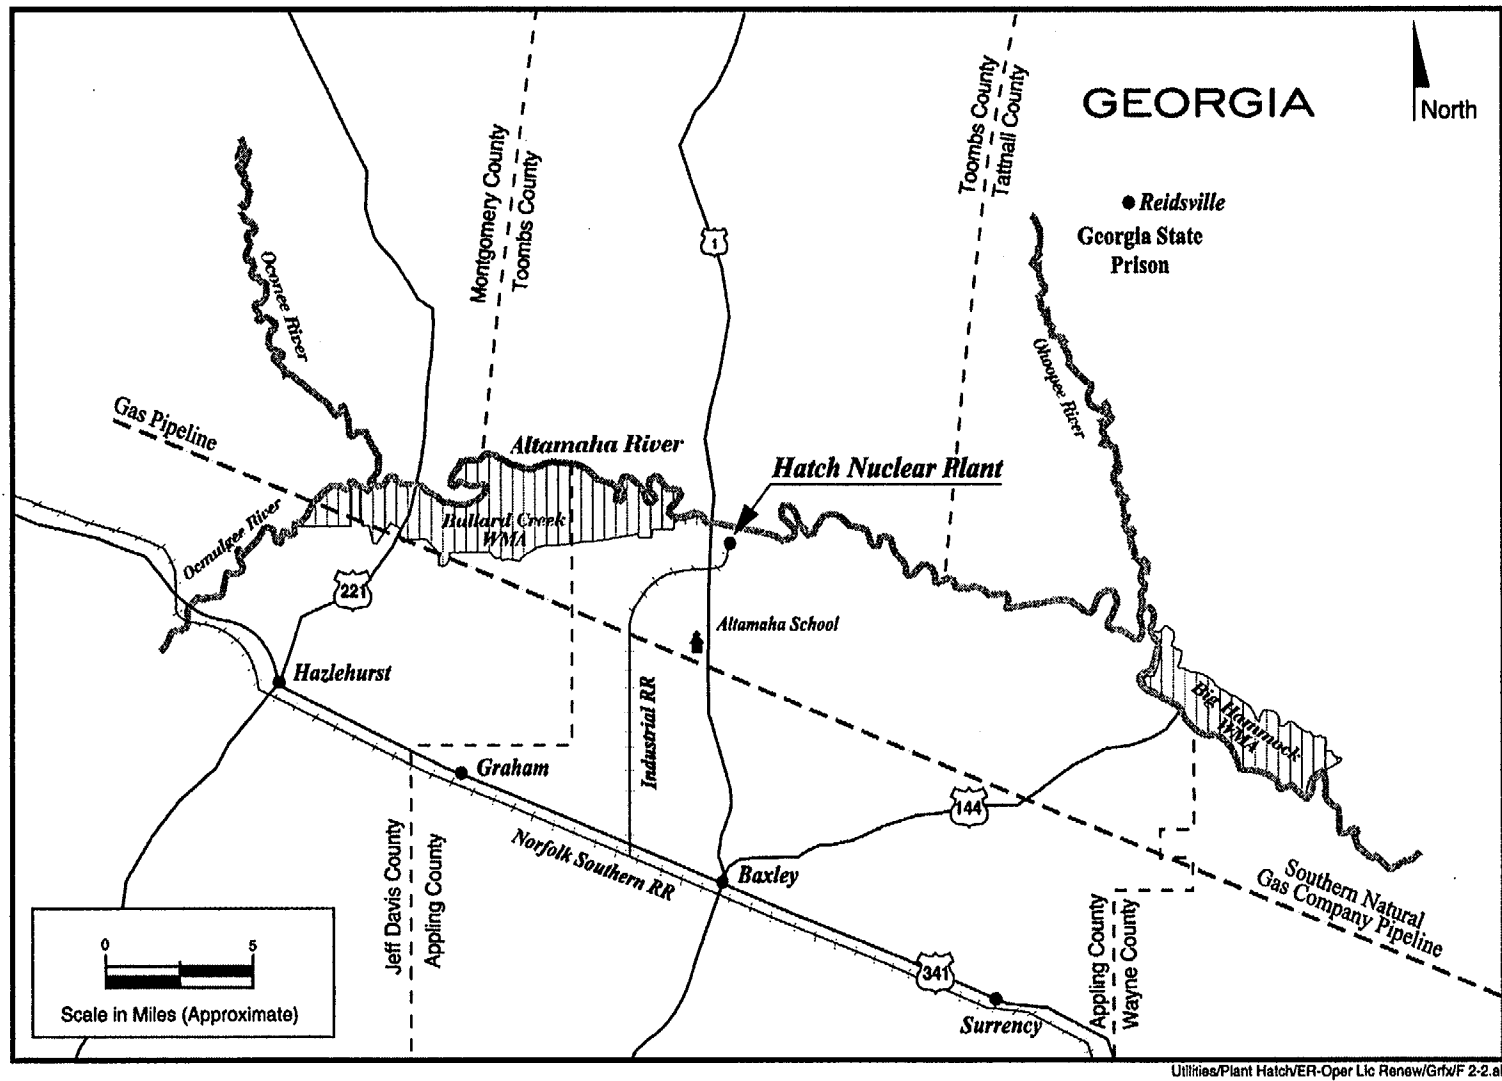 GEORGIA
North
Montgomery County
Toombs County
Toombs County
Tattnall County
Reidsville
Georgia State
Prison
1
Oconee River
Ohoopee River
Gas Pipeline
Altamaha River
Hatch Nuclear Plant
Bullard Creek
WMA
Ocmulgee River
221
Altamaha School
Hazlehurst
Industrial RR
Big Hammock
WMA
Graham
144
Norfolk Southern RR
Baxley
Jeff Davis County
Appling County
Southern Natural
Gas Company Pipeline
Appling County
Wayne County
341
Surrency
0 5
Scale in Miles (Approximate)
Utilities/Plant Hatch/ER-Oper Lic Renew/Grfx/F 2-2.ai